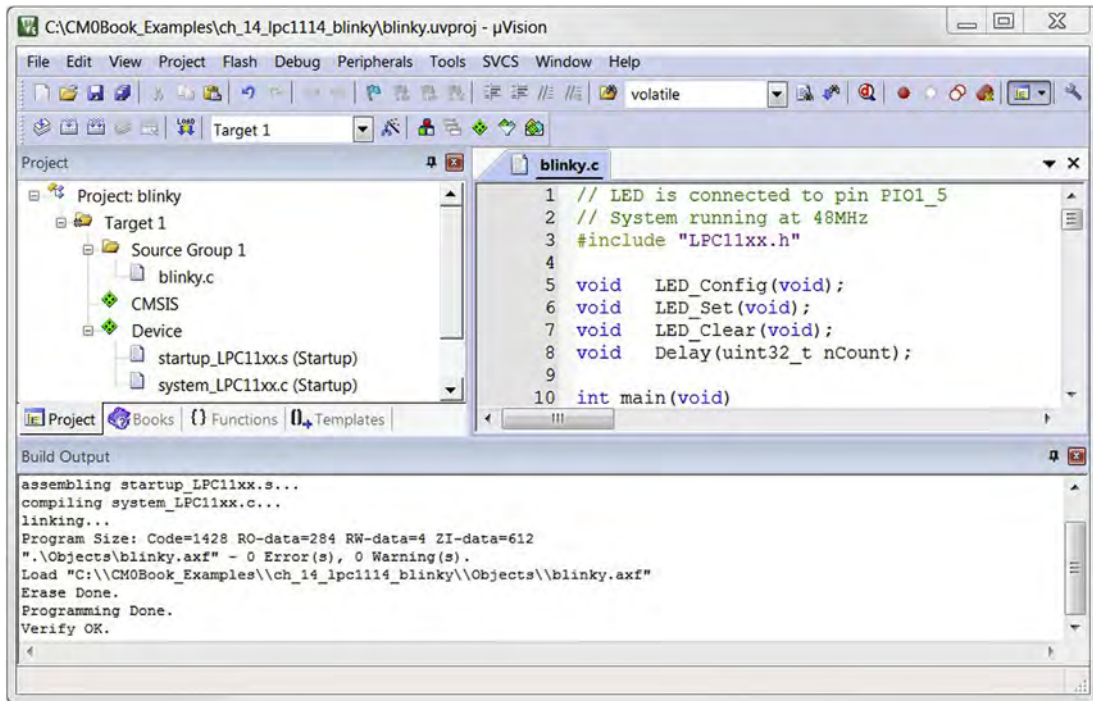 C:\CM0Book_Examples\ch_14_lpc1114_blinky\blinky.uvproj - µVision
File Edit View Project Flash Debug Peripherals Tools SVCS Window Help
volatile
LOAD Target 1
Project
Project: blinky
Target 1
Source Group 1
blinky.c
CMSIS
Device
startup_LPC11xx.s (Startup)
system_LPC11xx.c (Startup)
Project Books {} Functions Templates
blinky.c
1 // LED is connected to pin PIO1_5
2 // System running at 48MHz
3 #include "LPC11xx.h"
4
5 void LED_Config(void);
6 void LED_Set(void);
7 void LED_Clear(void);
8 void Delay(uint32_t nCount);
9
10 int main(void)
Build Output
assembling startup_LPC11xx.s...
compiling system_LPC11xx.c...
linking...
Program Size: Code=1428 RO-data=284 RW-data=4 ZI-data=612
".\Objects\blinky.axf" - 0 Error(s), 0 Warning(s).
Load "C:\\CM0Book_Examples\\ch_14_lpc1114_blinky\\Objects\\blinky.axf"
Erase Done.
Programming Done.
Verify OK.